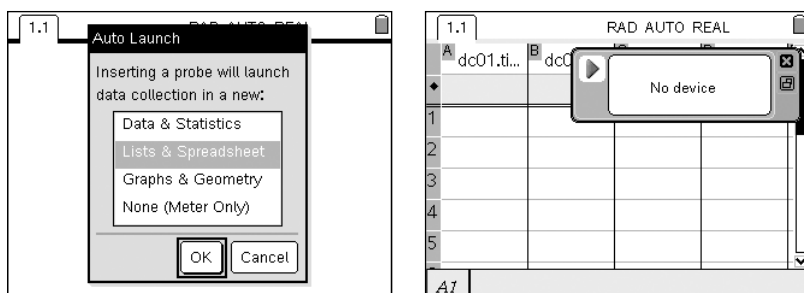 1.1
Auto Launch
Inserting a probe will launch
data collection in a new:
Data & Statistics
Lists & Spreadsheet
Graphs & Geometry
None (Meter Only)
OK Cancel
1.1 RAD AUTO REAL
A dc01.ti... B dc0
No device
1
2
3
4
5
A1